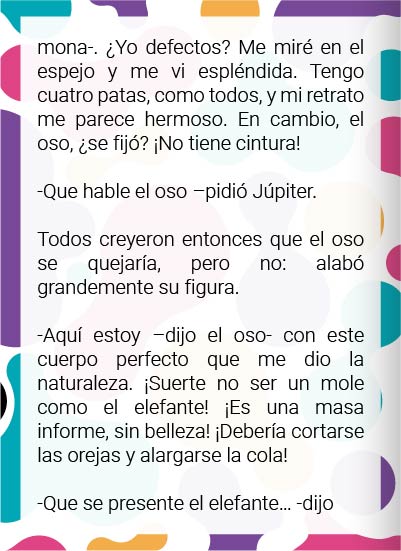 mona-. ¿Yo defectos? Me miré en el
espejo y me vi espléndida. Tengo
cuatro patas, como todos, y mi retrato
me parece hermoso. En cambio, el
oso, ¿se fijó? ¡No tiene cintura!
-Que hable el oso –pidió Júpiter.
Todos creyeron entonces que el oso
se quejaría, pero no: alabó
grandemente su figura.
-Aquí estoy –dijo el oso- con este
cuerpo perfecto que me dio la
naturaleza. ¡Suerte no ser un mole
como el elefante! ¡Es una masa
informe, sin belleza! ¡Debería cortarse
las orejas y alargarse la cola!
-Que se presente el elefante... -dijo